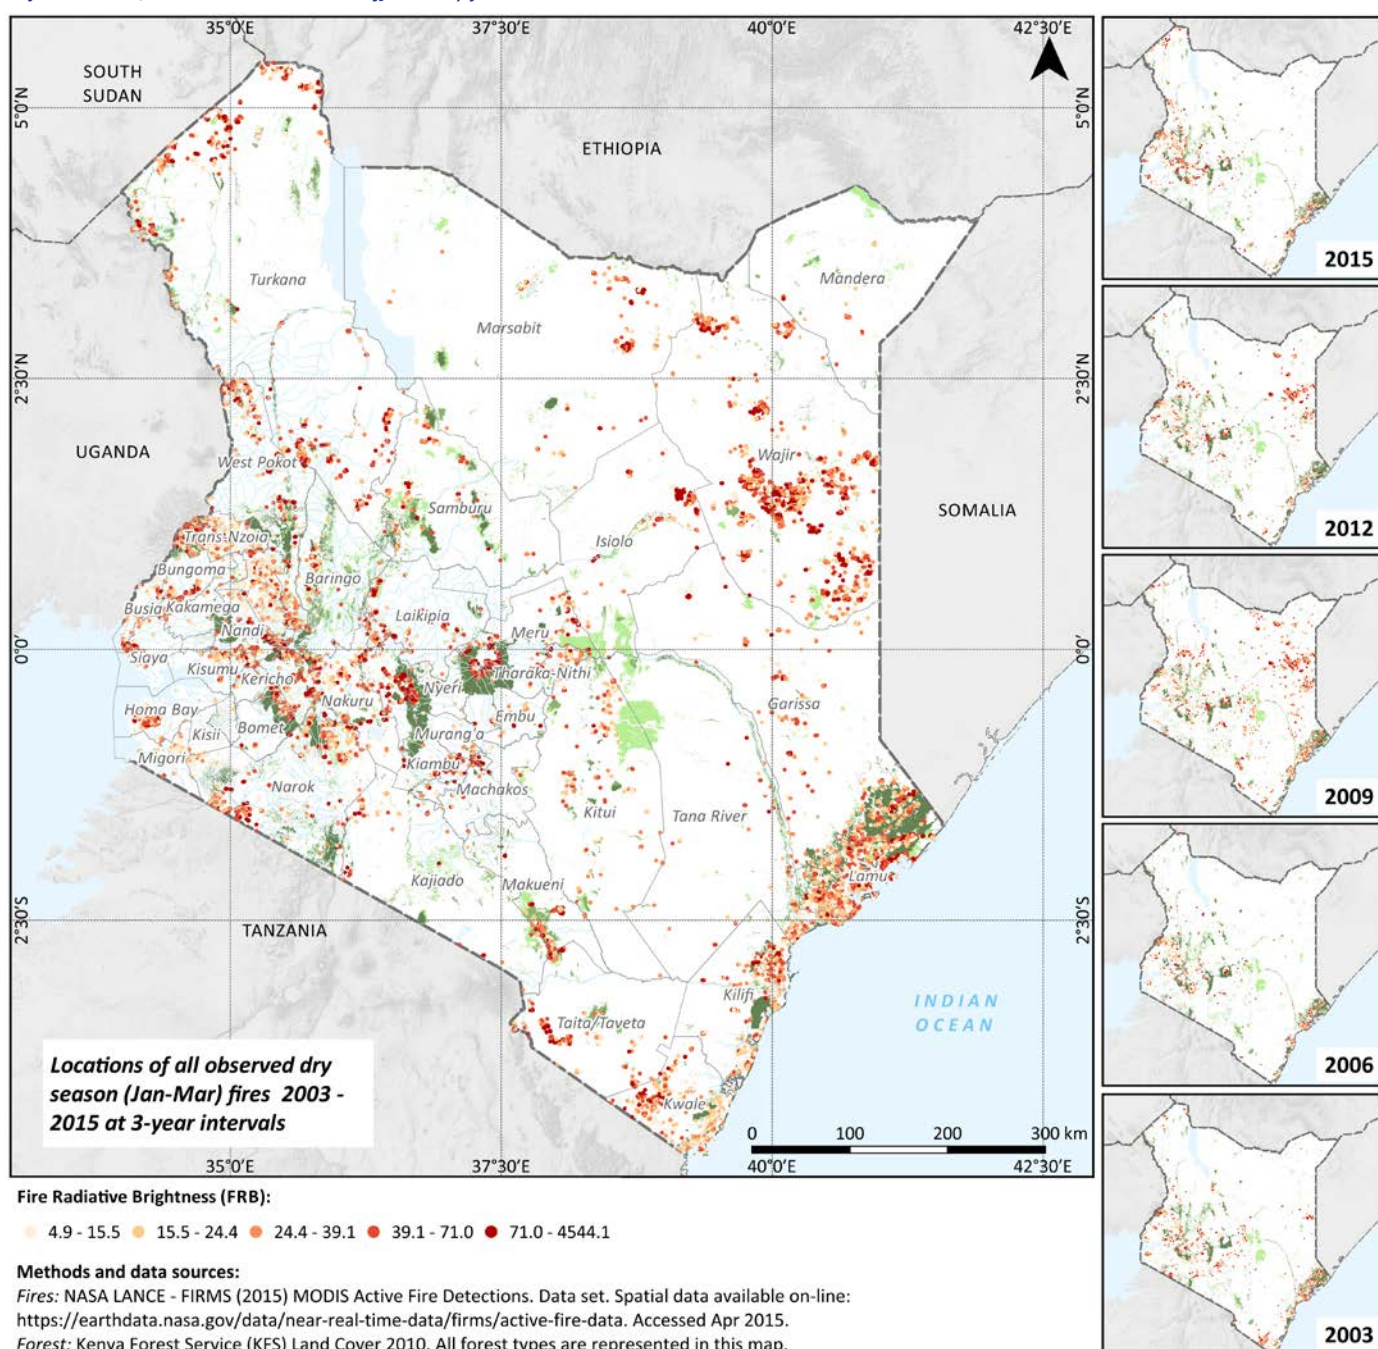 35°0'E 37°30'E 40°0'E 42°30'E
SOUTH
SUDAN
5°0'N
5°0'N
ETHIOPIA
Turkana
Mandera
Marsabit
2°30'N
2°30'N
UGANDA
West Pokot
Wajir
Samburu
SOMALIA
Trans-Nzoia
Isiolo
Bungoma
Baringo
Busia Kakamega
Laikipia
Nandi
Meru
0°0'
0°0'
Siaya
Kisumu
Kericho
Tharaka-Nithi
Nyeri
Nakuru
Garissa
Homa Bay
Embu
Kisii
Bomet
Murang'a
Migori
Kiambu
Narok
Machakos
Kitui
Tana River
Kajiado
Makueni
Lamu
2°30'S
2°30'S
TANZANIA
Kilifi
INDIAN
OCEAN
Taita/Taveta
Kwale
Locations of all observed dry
season (Jan-Mar) fires 2003 -
2015 at 3-year intervals
0 100 200 300 km
35°0'E 37°30'E 40°0'E 42°30'E
2015
2012
2009
2006
2003
Fire Radiative Brightness (FRB):
4.9 - 15.5 15.5 - 24.4 24.4 - 39.1 39.1 - 71.0 71.0 - 4544.1
Methods and data sources:
Fires: NASA LANCE - FIRMS (2015) MODIS Active Fire Detections. Data set. Spatial data available on-line:
https://earthdata.nasa.gov/data/near-real-time-data/firms/active-fire-data. Accessed Apr 2015.
Forest: Kenya Forest Service (KFS) Land Cover 2010. All forest types are represented in this map.